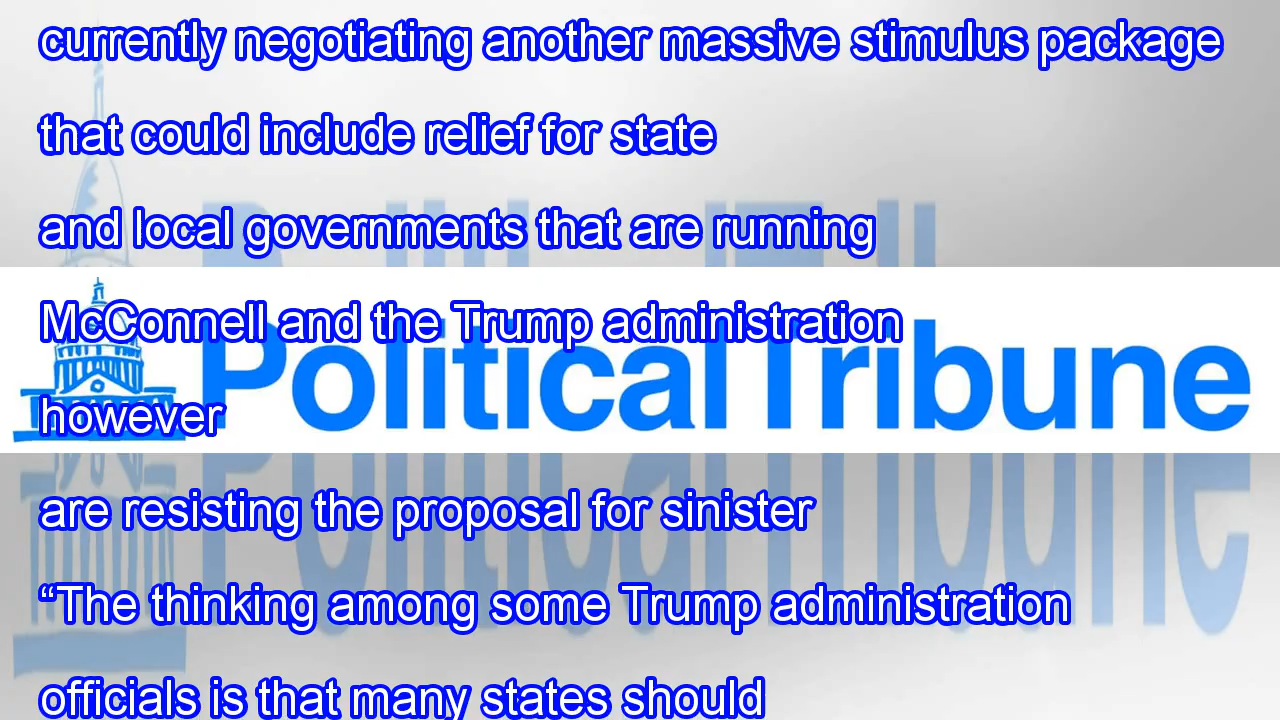 currently negotiating another massive stimulus package
that could include relief for state
and local governments that are running
McConnell and the Trump administration
Political Tribune
however
are resisting the proposal for sinister
“The thinking among some Trump administration
officials is that many states should